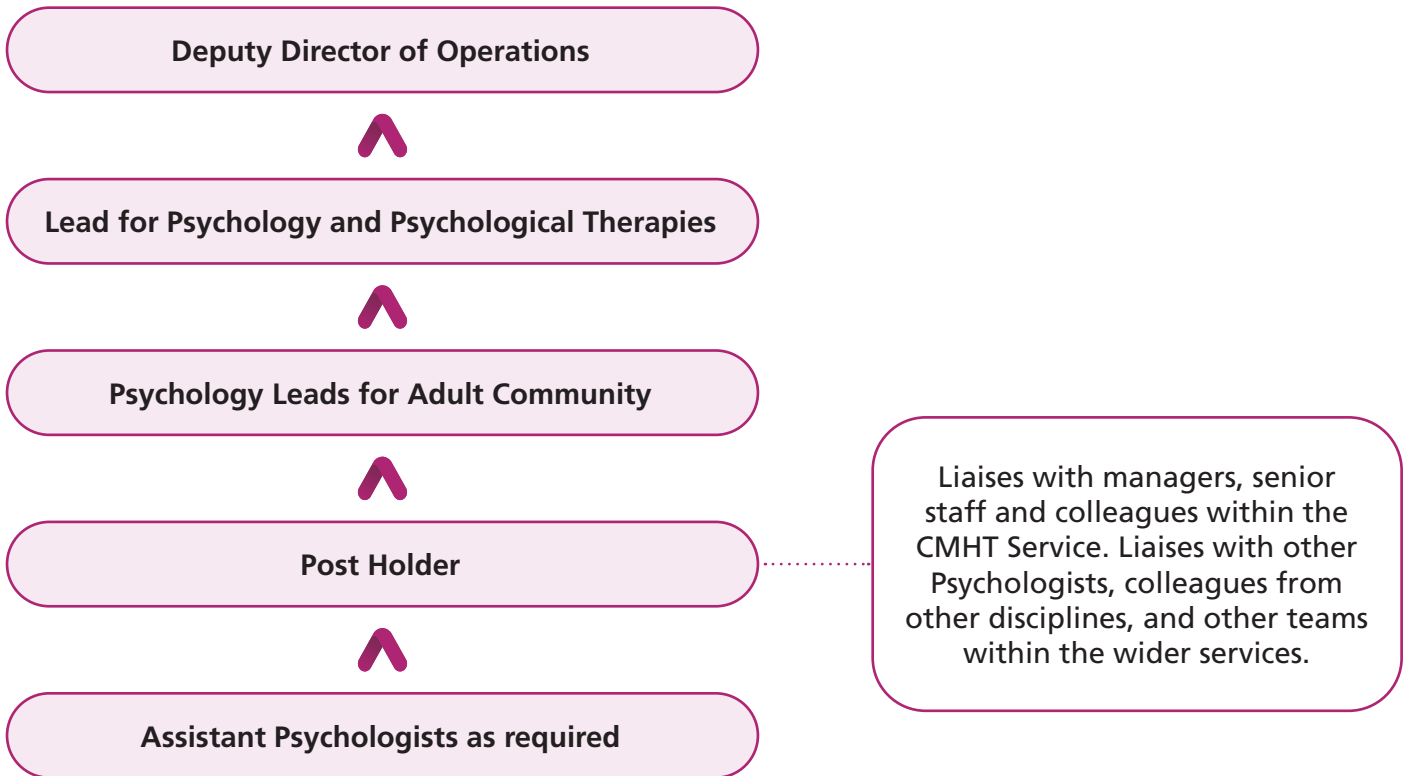 Deputy Director of Operations
Lead for Psychology and Psychological Therapies
Psychology Leads for Adult Community
Post Holder
Liaises with managers, senior
staff and colleagues within the
CMHT Service. Liaises with other
Psychologists, colleagues from
other disciplines, and other teams
within the wider services.
Assistant Psychologists as required